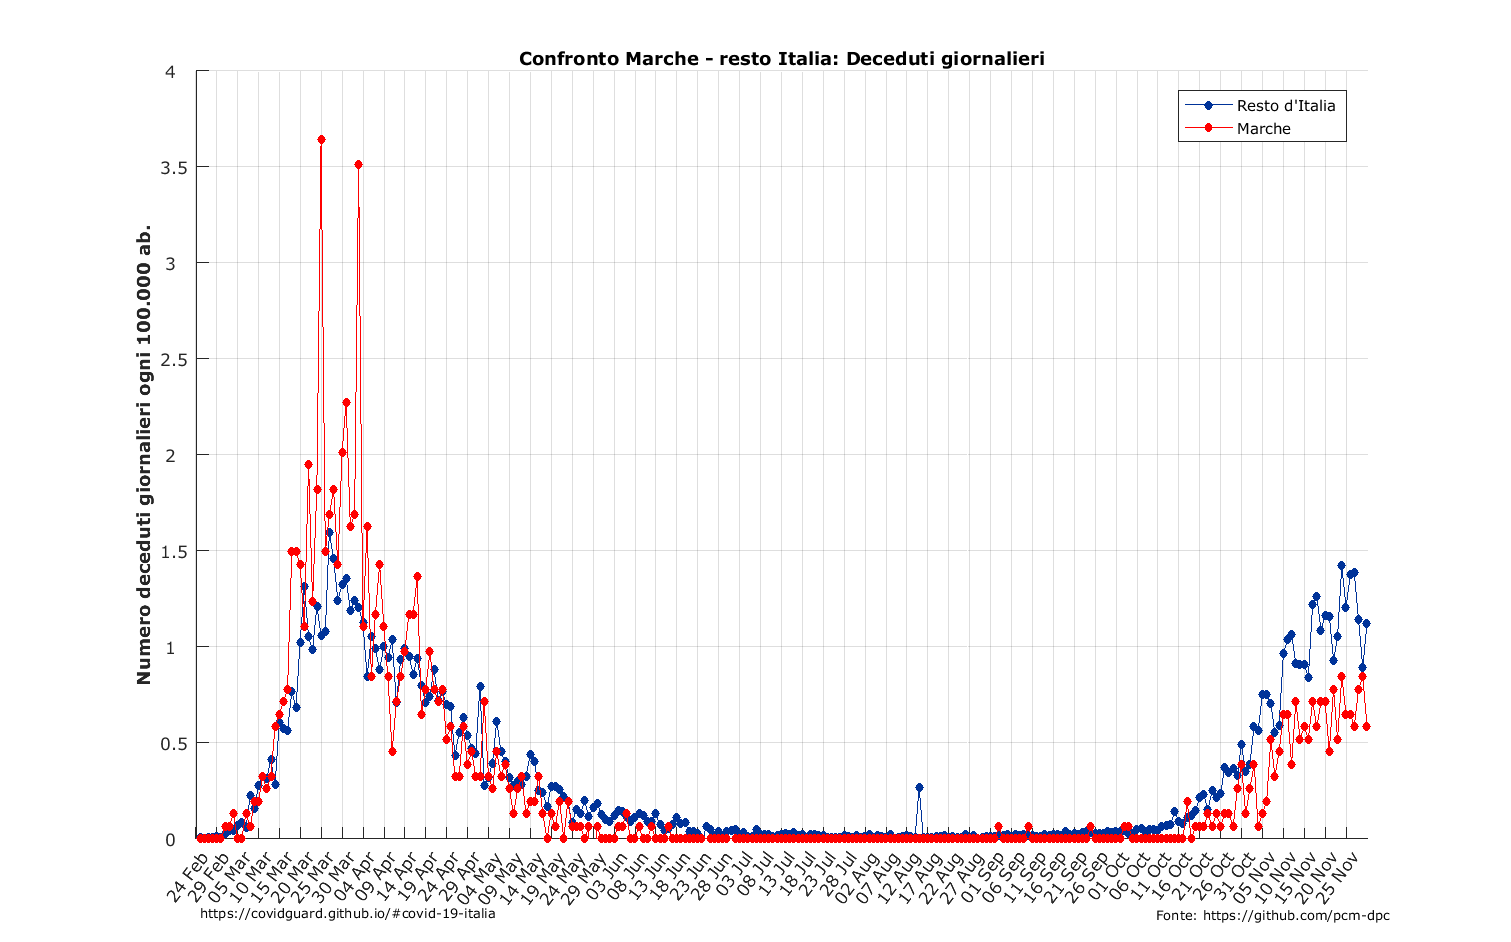 Confronto Marche - resto Italia: Deceduti giornalieri
Resto d'Italia
Marche
Numero deceduti giornalieri ogni 100.000 ab.
4
3.5
3
2.5
2
1.5
1
0.5
0
24 Feb
29 Feb
05 Mar
10 Mar
15 Mar
20 Mar
25 Mar
30 Mar
04 Apr
09 Apr
14 Apr
19 Apr
24 Apr
29 Apr
04 May
09 May
14 May
19 May
24 May
29 May
03 Jun
08 Jun
13 Jun
18 Jun
23 Jun
28 Jun
03 Jul
08 Jul
13 Jul
18 Jul
23 Jul
28 Jul
02 Aug
07 Aug
12 Aug
17 Aug
22 Aug
27 Aug
01 Sep
06 Sep
11 Sep
16 Sep
21 Sep
26 Sep
01 Oct
06 Oct
11 Oct
16 Oct
21 Oct
26 Oct
31 Oct
05 Nov
10 Nov
15 Nov
20 Nov
25 Nov
https://covidguard.github.io/#covid-19-italia
Fonte: https://github.com/pcm-dpc